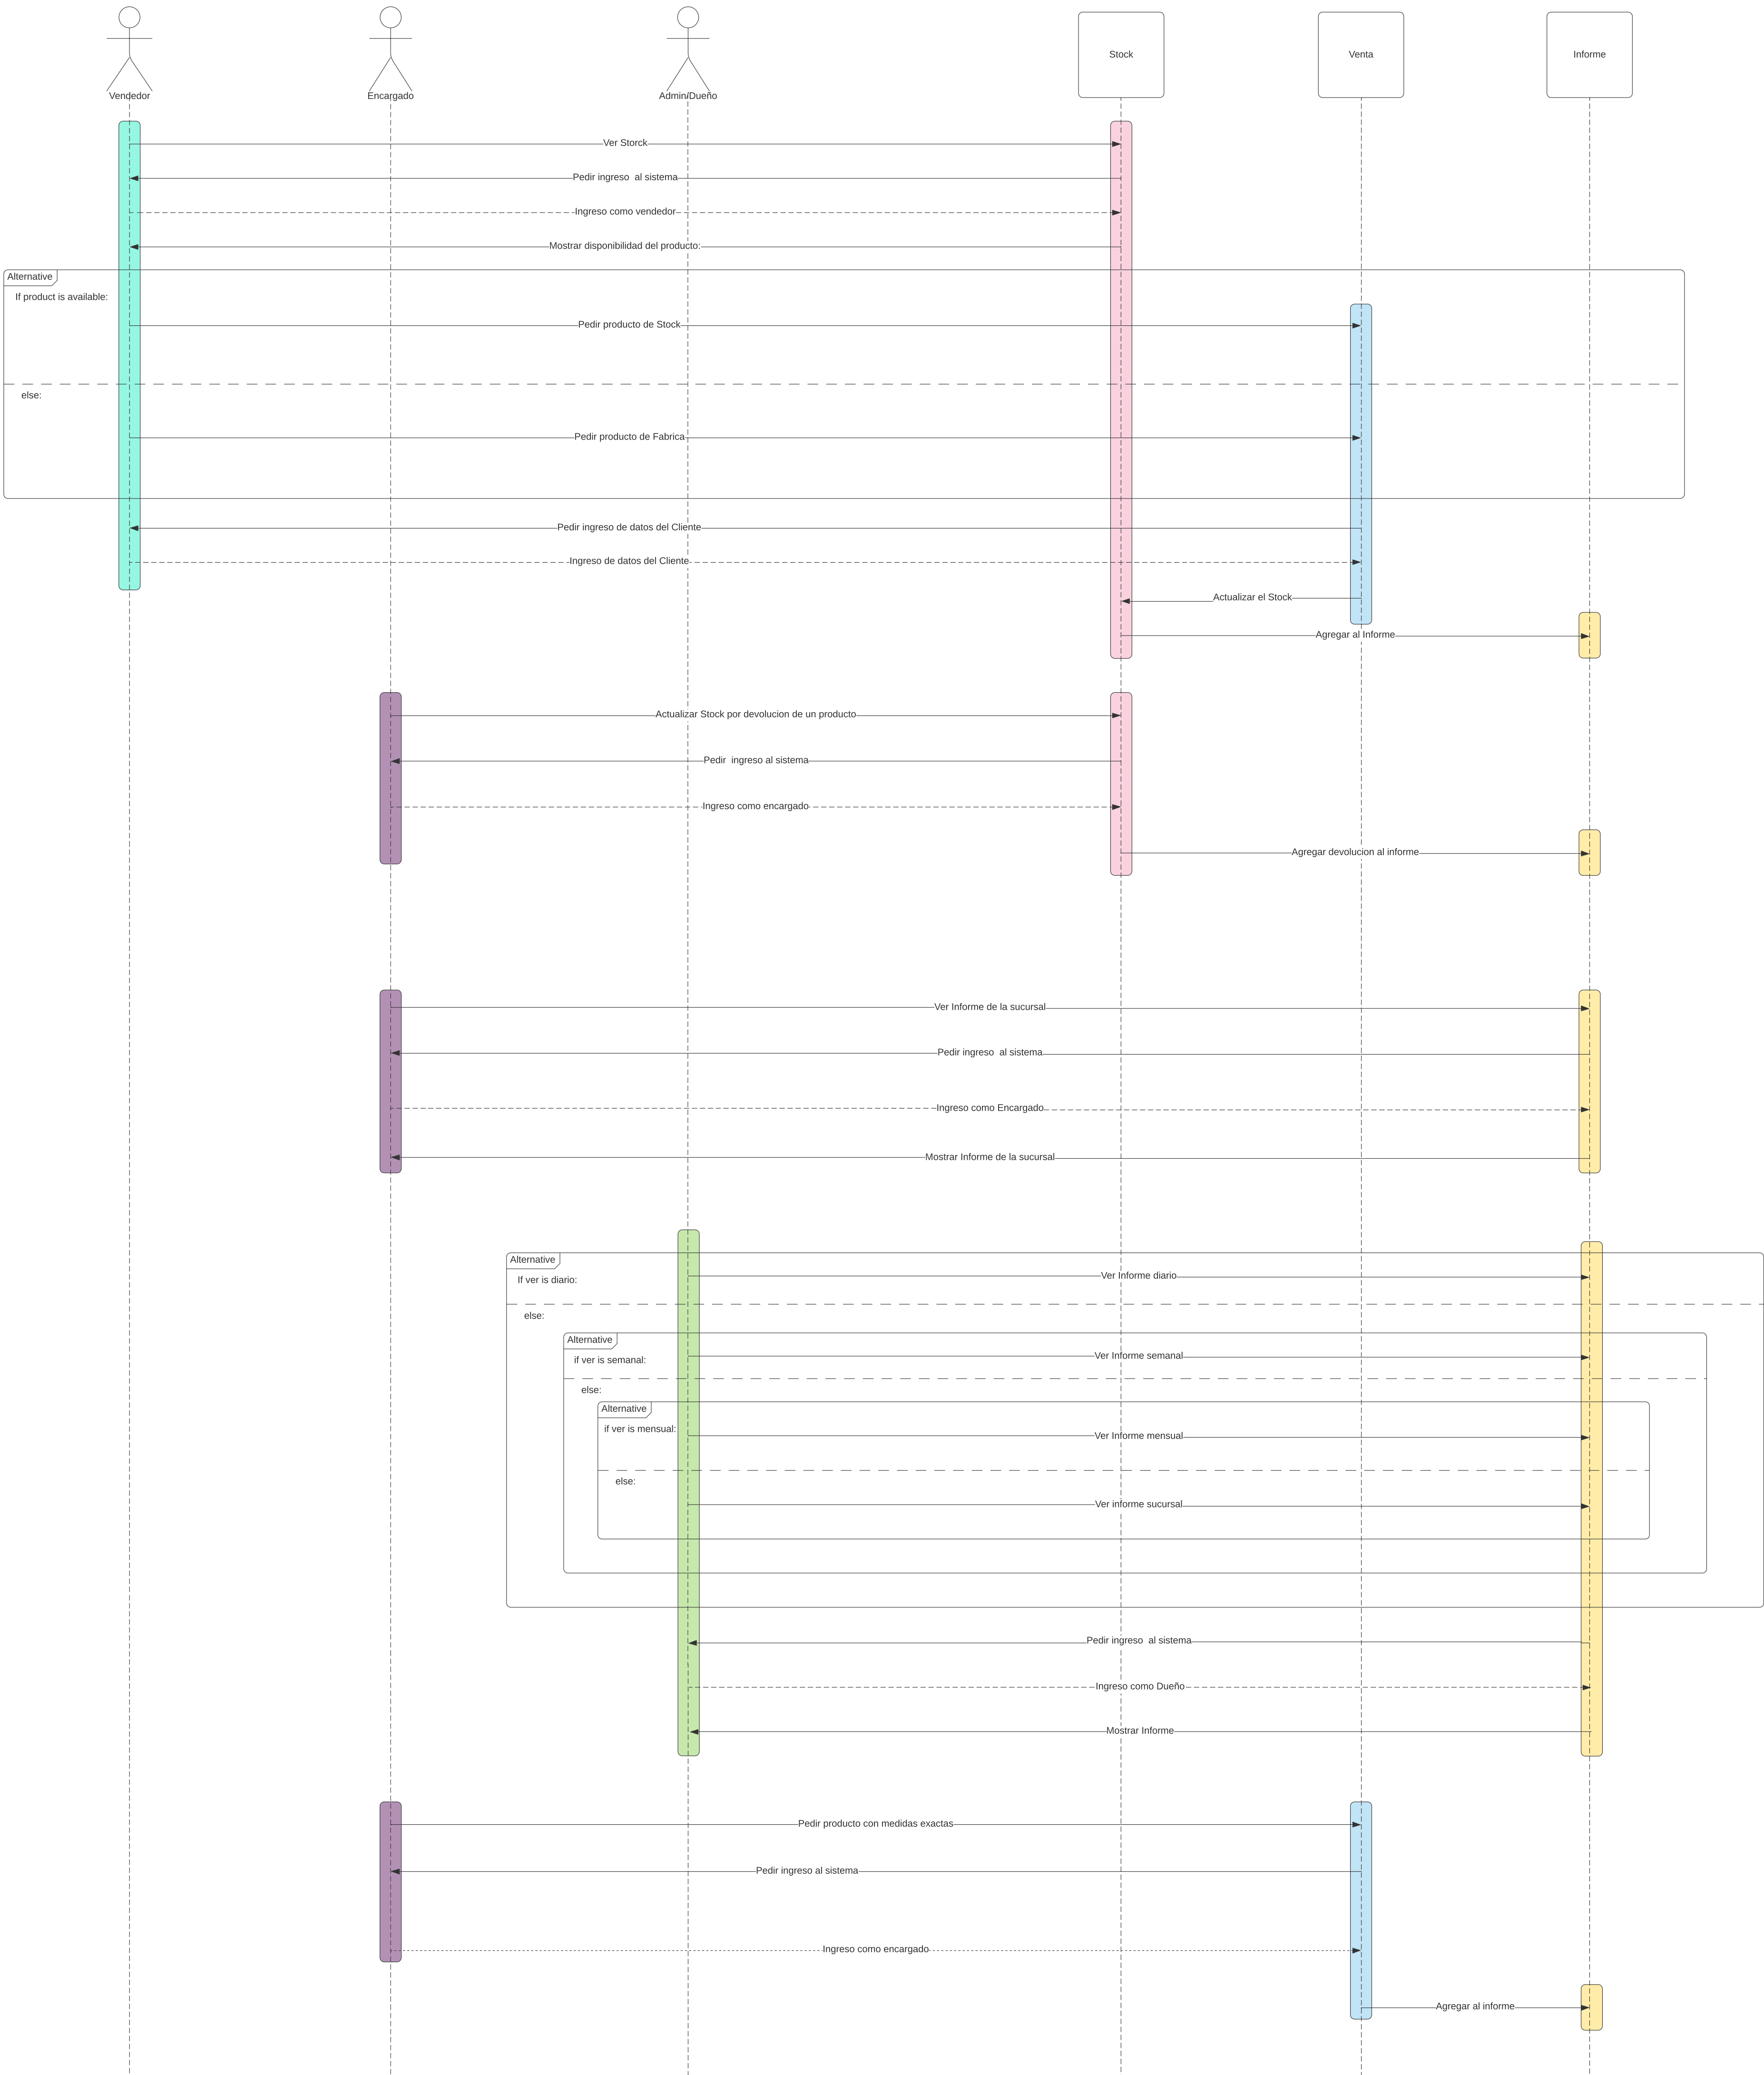 Vendedor
Encargado
Admin/Dueño
Stock
Venta
Informe
Ver Storck
Pedir ingreso  al sistema
Ingreso como vendedor
Mostrar disponibilidad del producto:
Alternative
If product is available:
Pedir producto de Stock
else:
Pedir producto de Fabrica
Pedir ingreso de datos del Cliente
Ingreso de datos del Cliente
Actualizar el Stock
Agregar al Informe
Actualizar Stock por devolucion de un producto
Pedir  ingreso al sistema
Ingreso como encargado
Agregar devolucion al informe
Ver Informe de la sucursal
Pedir ingreso  al sistema
Ingreso como Encargado
Mostrar Informe de la sucursal
Alternative
If ver is diario:
Ver Informe diario
else:
Alternative
if ver is semanal:
Ver Informe semanal
else:
Alternative
if ver is mensual:
Ver Informe mensual
else:
Ver informe sucursal
Pedir ingreso  al sistema
Ingreso como Dueño
Mostrar Informe
Pedir producto con medidas exactas
Pedir ingreso al sistema
Ingreso como encargado
Agregar al informe